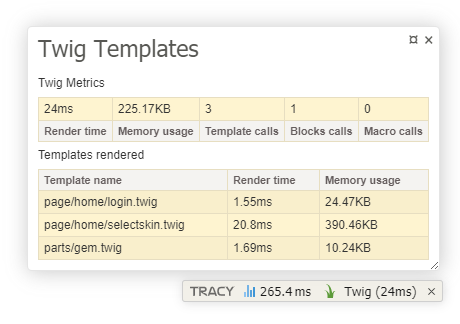 Twig Templates
¤ ×
Twig Metrics
24ms 225.17KB 3 1 0
Render time Memory usage Template calls Blocks calls Macro calls
Templates rendered
Template name Render time Memory usage
page/home/login.twig 1.55ms 24.47KB
page/home/selectskin.twig 20.8ms 390.46KB
parts/gem.twig 1.69ms 10.24KB
TRACY 265.4 ms Twig (24ms) ×